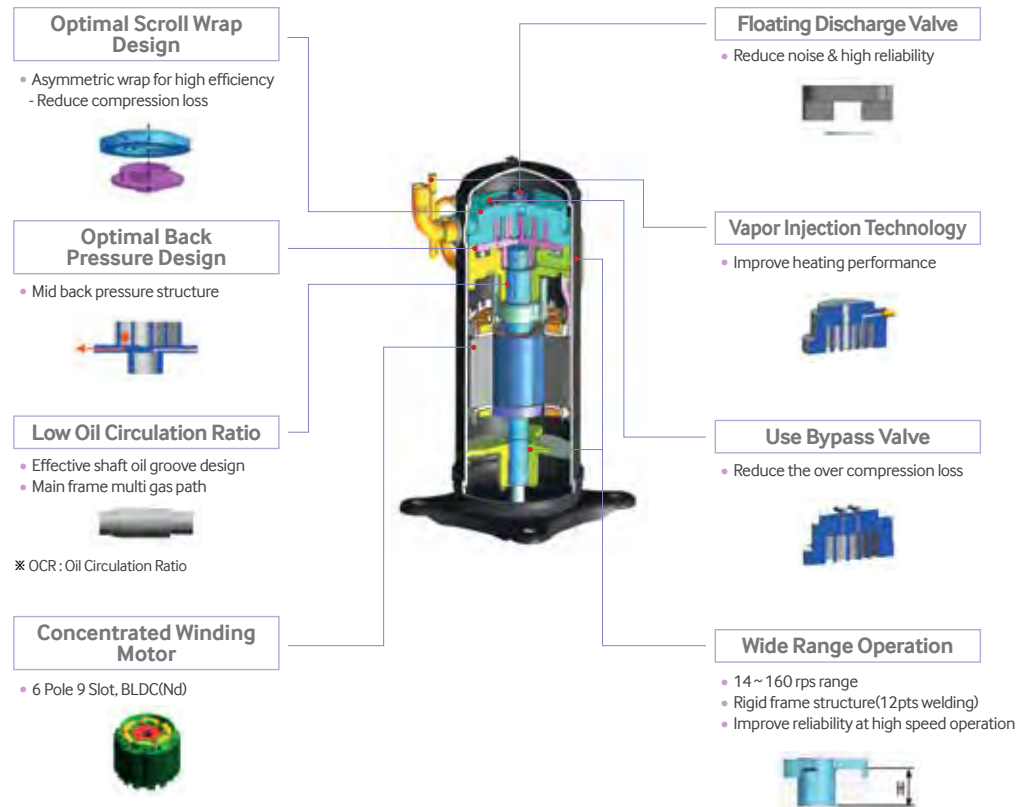 Optimal Scroll Wrap
Design
• Asymmetric wrap for high efficiency
- Reduce compression loss
Optimal Back
Pressure Design
• Mid back pressure structure
Low Oil Circulation Ratio
• Effective shaft oil groove design
• Main frame multi gas path
※ OCR : Oil Circulation Ratio
Concentrated Winding
Motor
• 6 Pole 9 Slot, BLDC(Nd)
Floating Discharge Valve
• Reduce noise & high reliability
Vapor Injection Technology
• Improve heating performance
Use Bypass Valve
• Reduce the over compression loss
Wide Range Operation
• 14 ~ 160 rps range
• Rigid frame structure(12pts welding)
• Improve reliability at high speed operation
H